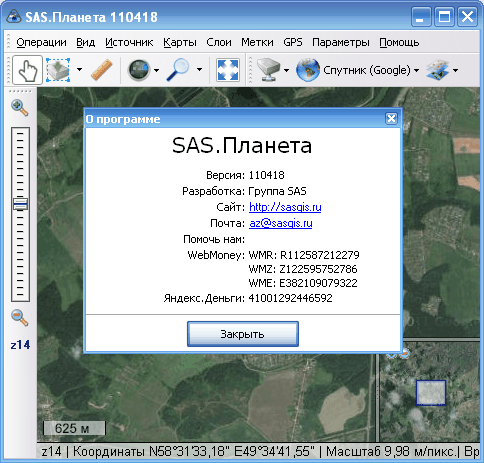 SAS.Планета 110418
Операции Вид Источник Карты Слои Метки GPS Параметры Помощь
Спутник (Google)
О программе
SAS.Планета
Версия: 110418
Разработка: Группа SAS
Сайт: http://sasgis.ru
Почта: az@sasgis.ru
Помочь нам:
WebMoney: WMR: R112587212279
WMZ: Z122595752786
WME: E382109079322
Яндекс.Деньги: 41001292446592
Закрыть
z14
625 м
z14 | Координаты N58°31'33,18" E49°34'41,55" | Масштаб 9,98 м/пикс.| Вр